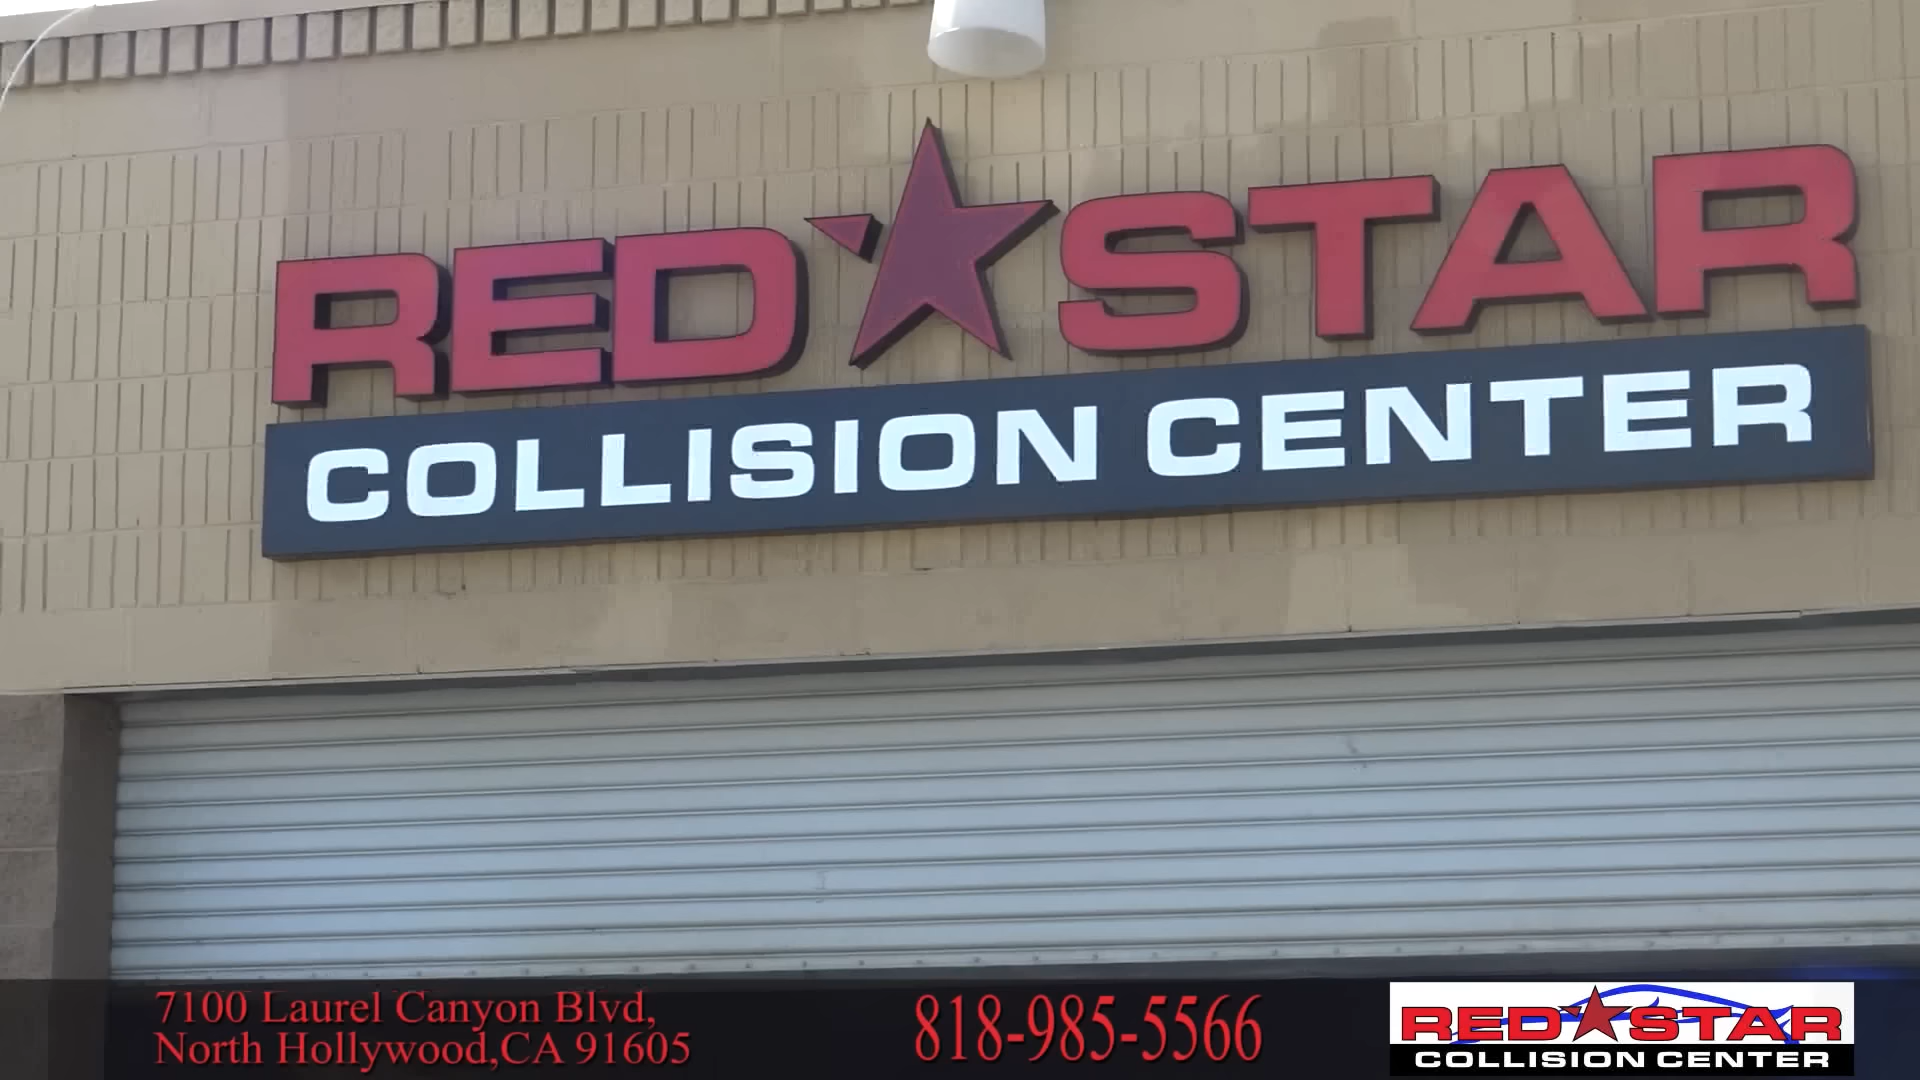 RED STAR
COLLISION CENTER
7100 Laurel Canyon Blvd,
North Hollywood,CA 91605
818-985-5566
RED STAR
COLLISION CENTER